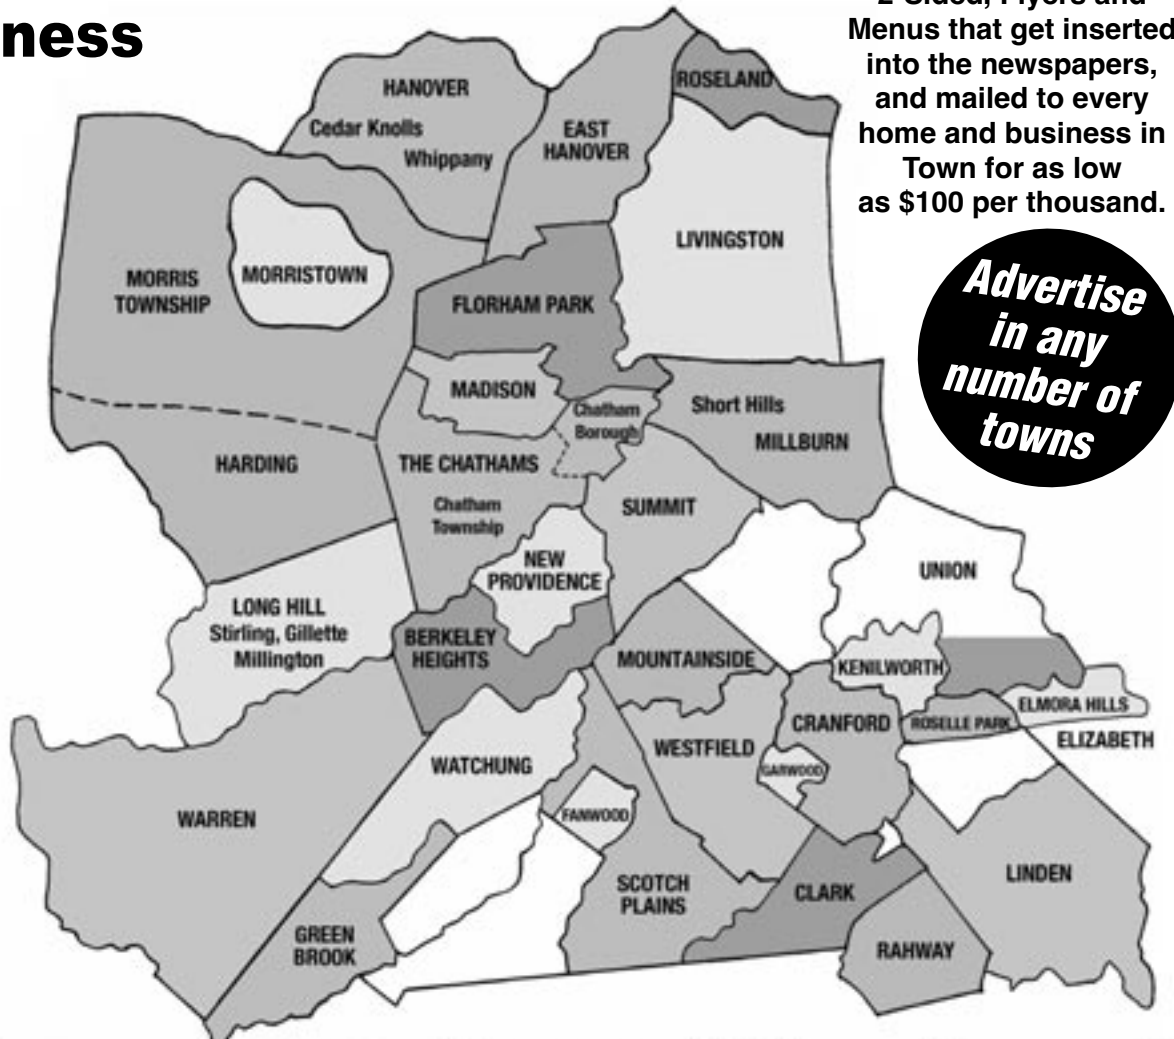 ness
2-Sided, Flyers and
Menus that get inserted
into the newspapers,
and mailed to every
home and business in
Town for as low
as $100 per thousand.
Advertise
in any
number of
towns
HANOVER
Cedar Knolls
Whippany
EAST
HANOVER
ROSELAND
LIVINGSTON
MORRIS
TOWNSHIP
MORRISTOWN
FLORHAM PARK
MADISON
Chatham
Borough
Short Hills
MILLBURN
HARDING
THE CHATHAMS
Chatham
Township
SUMMIT
NEW
PROVIDENCE
UNION
LONG HILL
Stirling, Gillette
Millington
BERKELEY
HEIGHTS
MOUNTAINSIDE
KENILWORTH
ELMORA HILLS
ROSELLE PARK
CRANFORD
ELIZABETH
WESTFIELD
GARWOOD
WATCHUNG
WARREN
FANWOOD
SCOTCH
PLAINS
CLARK
LINDEN
GREEN
BROOK
RAHWAY